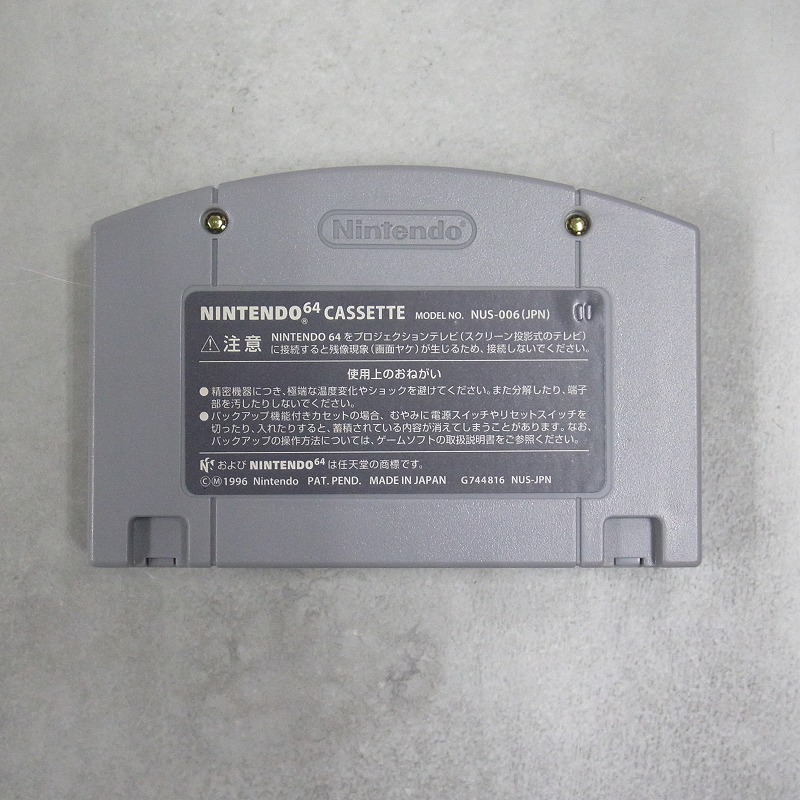 Nintendo®
NINTENDO64® CASSETTE MODEL NO. NUS-006(JPN) 00
⚠注意 NINTENDO 64 をプロジェクションテレビ(スクリーン投影式のテレビ)
に接続すると残像現象(画面ヤケ)が生じるため、接続しないでください。
使用上のおねがい
●精密機器につき、極端な温度変化やショックを避けてください。また分解したり、端子
部を汚したりしないでください。
●バックアップ機能付きカセットの場合、むやみに電源スイッチやリセットスイッチを
切ったり、入れたりすると、蓄積されている内容が消えてしまうことがあります。なお、
バックアップの操作方法については、ゲームソフトの取扱説明書をご参照ください。
および NINTENDO64 は任天堂の商標です。
ⒸⓂ1996 Nintendo PAT. PEND. MADE IN JAPAN G744816 NUS-JPN